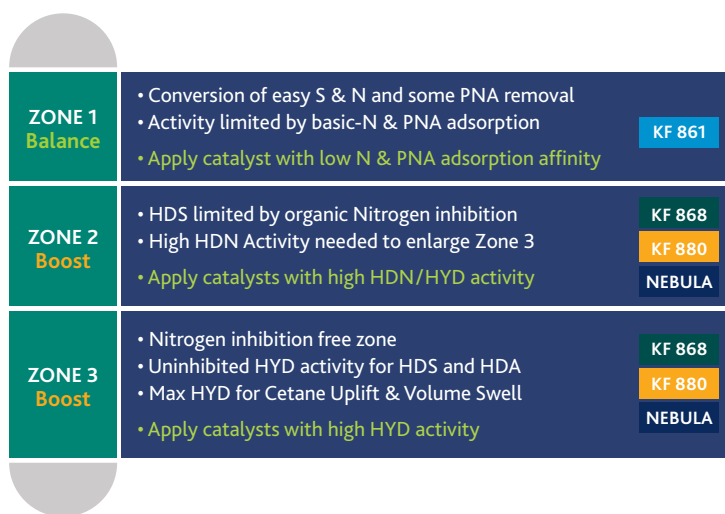 ZONE 1
Balance
• Conversion of easy S & N and some PNA removal
• Activity limited by basic-N & PNA adsorption
• Apply catalyst with low N & PNA adsorption affinity
KF 861
ZONE 2
Boost
• HDS limited by organic Nitrogen inhibition
• High HDN Activity needed to enlarge Zone 3
• Apply catalysts with high HDN/HYD activity
KF 868
KF 880
NEBULA
ZONE 3
Boost
• Nitrogen inhibition free zone
• Uninhibited HYD activity for HDS and HDA
• Max HYD for Cetane Uplift & Volume Swell
• Apply catalysts with high HYD activity
KF 868
KF 880
NEBULA